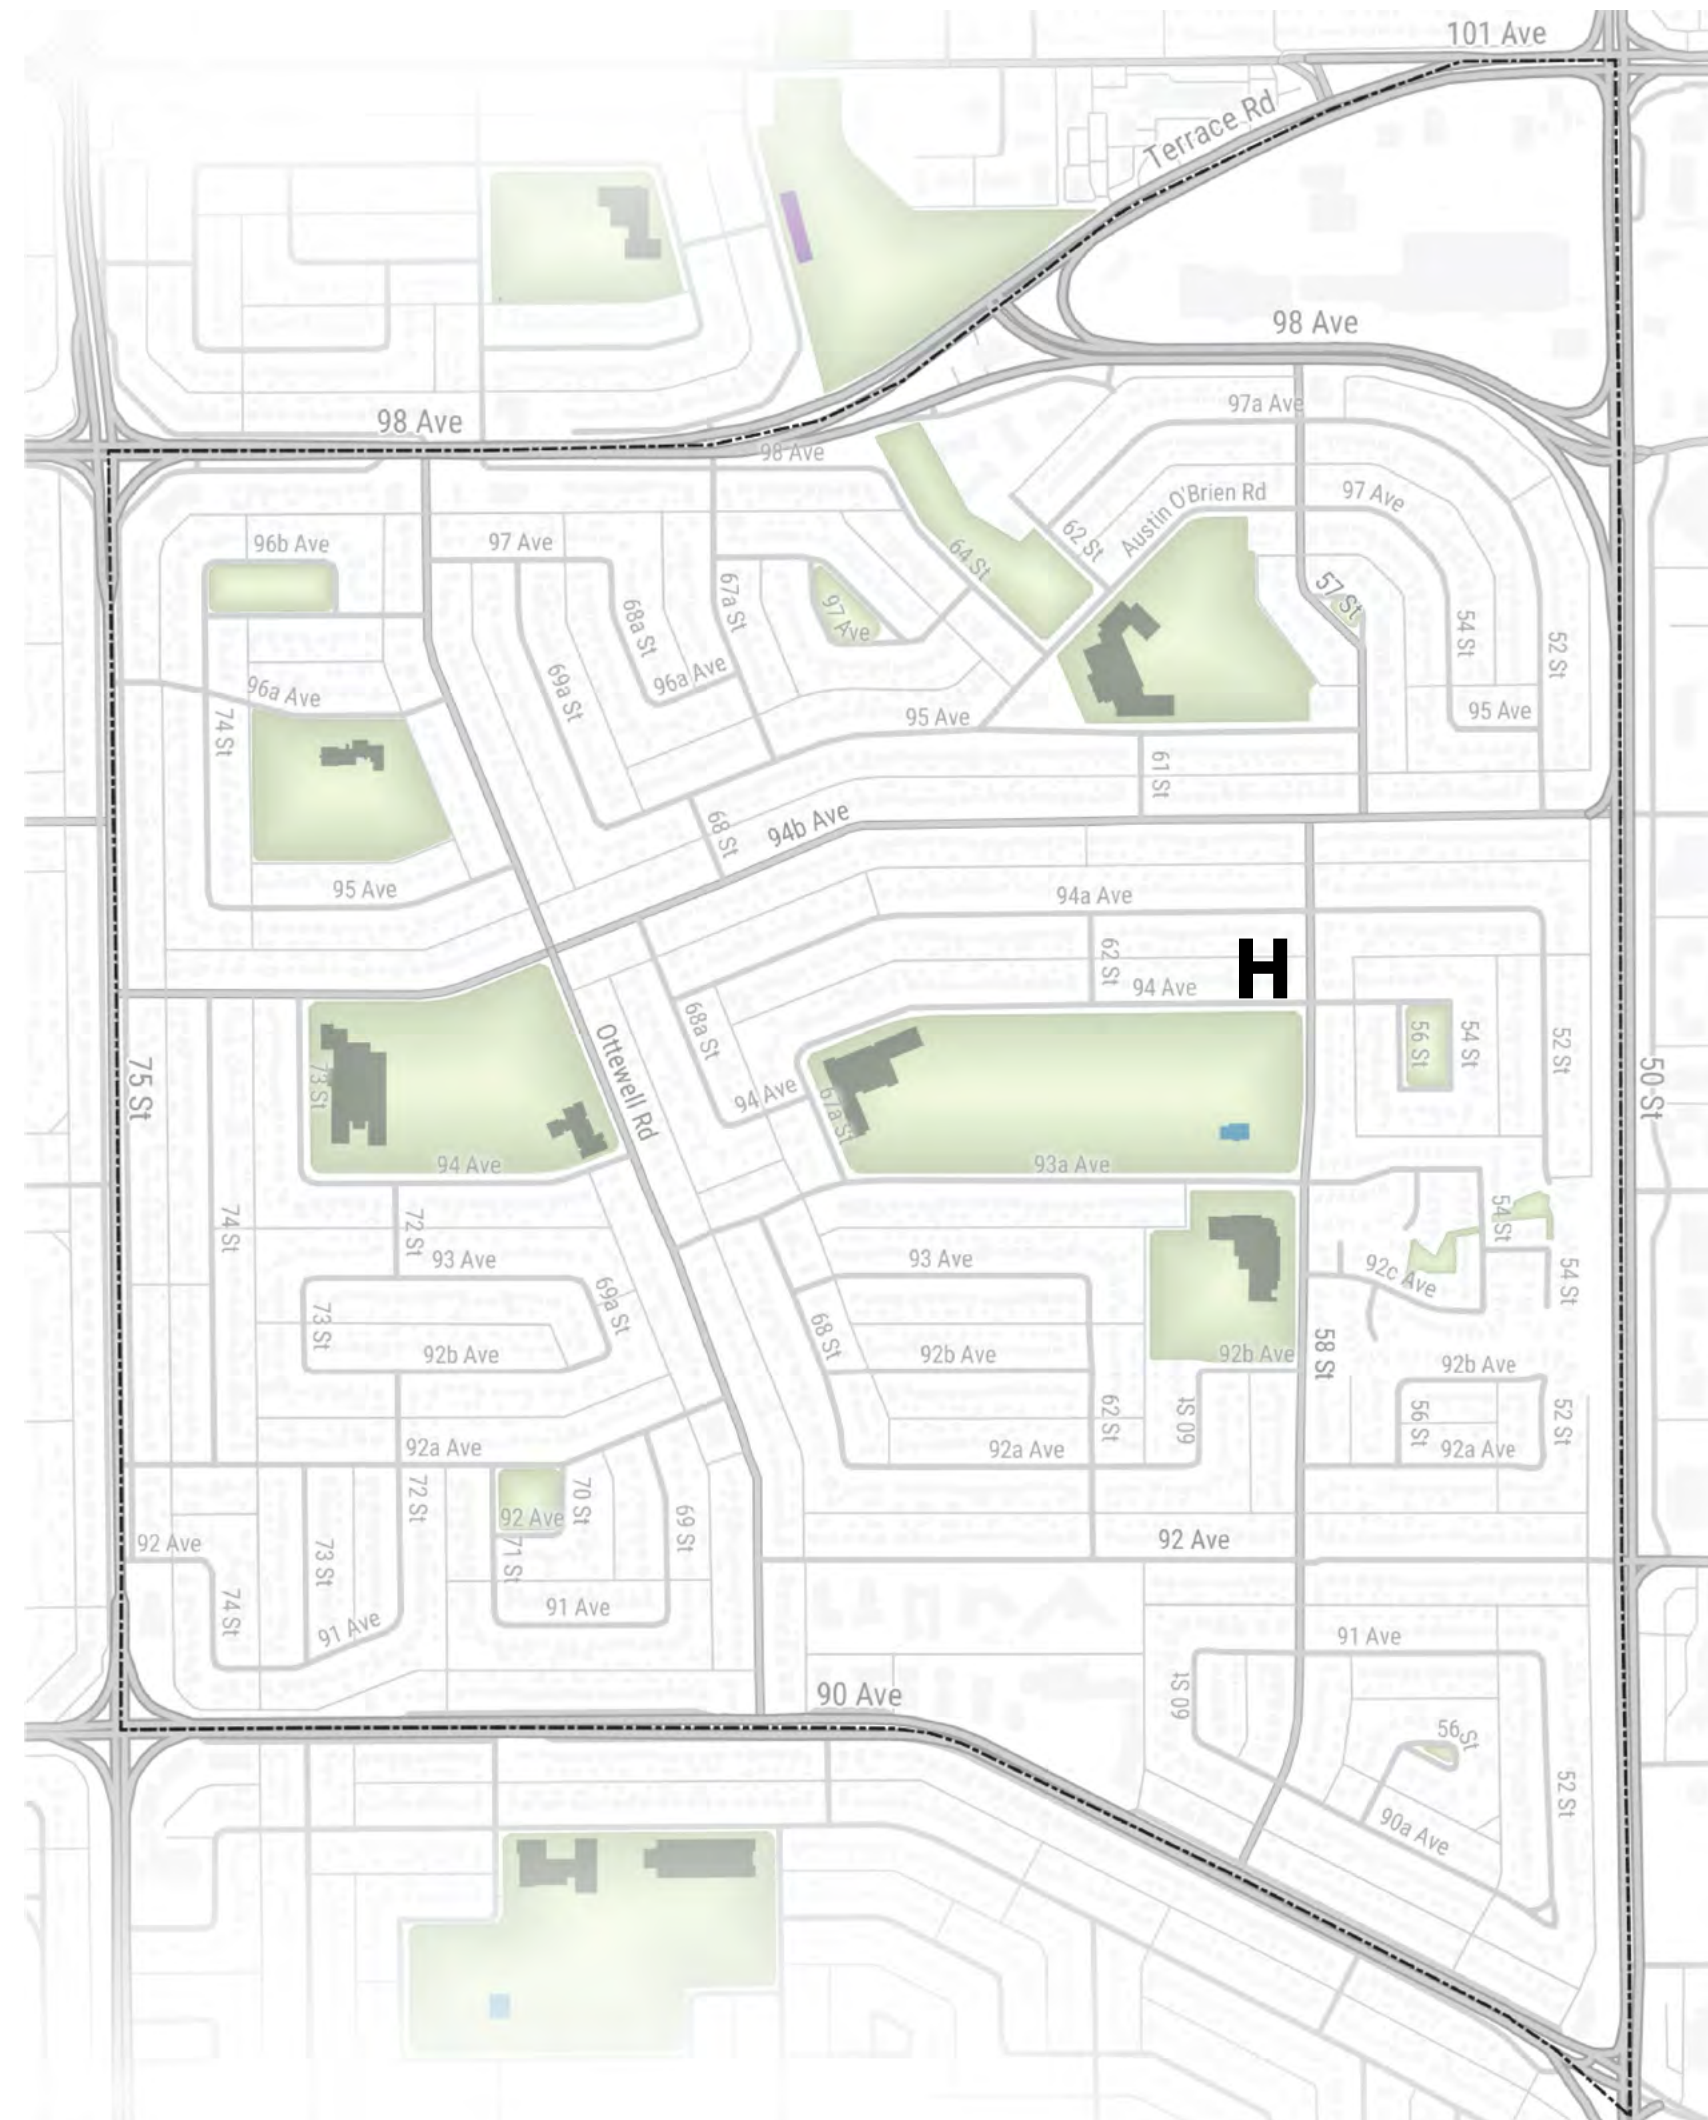 101 Ave
Terrace Rd
98 Ave
98 Ave
97a Ave
98 Ave
Austin O'Brien Rd
97 Ave
62 St
96b Ave
97 Ave
64 St
57 St
67a St
68a St
97 Ave
54 St
52 St
96a Ave
69a St
96a Ave
74 St
95 Ave
95 Ave
61 St
68 St
94b Ave
95 Ave
94a Ave
62 St
H
94 Ave
68a St
Ottewell Rd
56 St
54 St
52 St
75 St
73 St
94 Ave
67a St
50 St
94 Ave
93a Ave
74 St
72 St
54 St
93 Ave
93 Ave
92c Ave
54 St
73 St
69a St
68 St
92b Ave
92b Ave
92b Ave
58 St
92b Ave
62 St
60 St
56 St
52 St
92a Ave
92a Ave
92a Ave
72 St
70 St
92 Ave
69 St
92 Ave
73 St
71 St
92 Ave
74 St
91 Ave
91 Ave
91 Ave
60 St
90 Ave
56 St
52 St
90a Ave